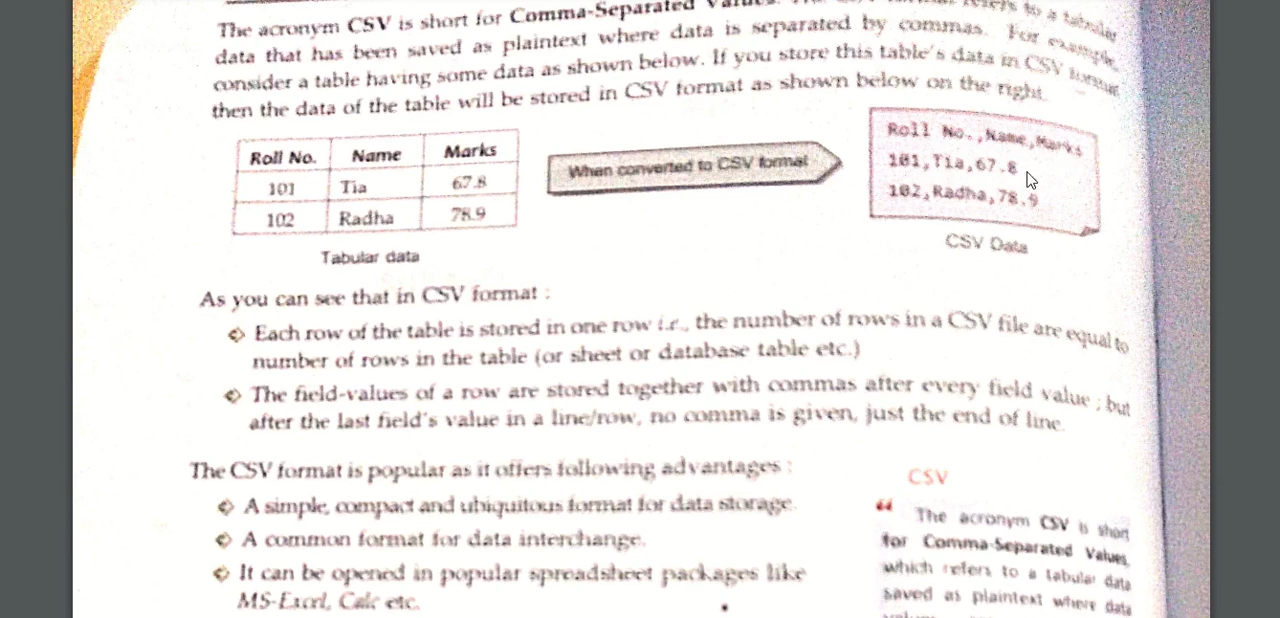 The acronym CSV is short for Comma-Separated Values. The CSV format refers to a tabular
data that has been saved as plaintext where data is separated by commas. For example,
consider a table having some data as shown below. If you store this table's data in CSV format
then the data of the table will be stored in CSV format as shown below on the right.
Roll No. Name Marks
101 Tia 67.8
102 Radha 78.9
Tabular data
When converted to CSV format
Roll No.,Name,Marks
101,Tia,67.8
102,Radha,78.9
CSV Data
As you can see that in CSV format :
Each row of the table is stored in one row i.e., the number of rows in a CSV file are equal to
number of rows in the table (or sheet or database table etc.)
The field-values of a row are stored together with commas after every field value ; but
after the last field's value in a line/row, no comma is given, just the end of line.
The CSV format is popular as it offers following advantages :
A simple, compact and ubiquitous format for data storage.
A common format for data interchange.
It can be opened in popular spreadsheet packages like
MS-Excel, Calc etc.
CSV
“ The acronym CSV is short
for Comma-Separated Values,
which refers to a tabular data
saved as plaintext where data